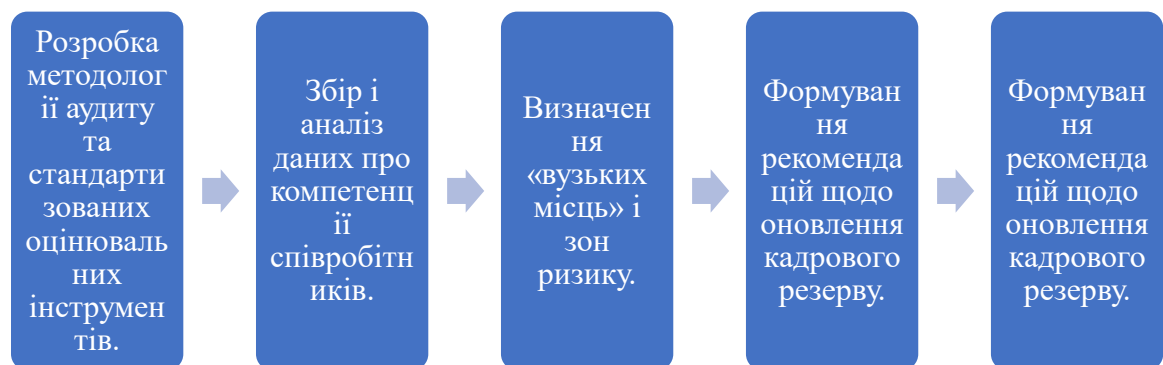 Розробка
методолог
ії аудиту
та
стандарти
зованих
оцінюваль
них
інструмен
тів.
Збір і
аналіз
даних про
компетенц
ії
співробітн
иків.
Визначен
ня
«вузьких
місць» і
зон
ризику.
Формуван
ня
рекоменда
цій щодо
оновлення
кадрового
резерву.
Формуван
ня
рекоменда
цій щодо
оновлення
кадрового
резерву.